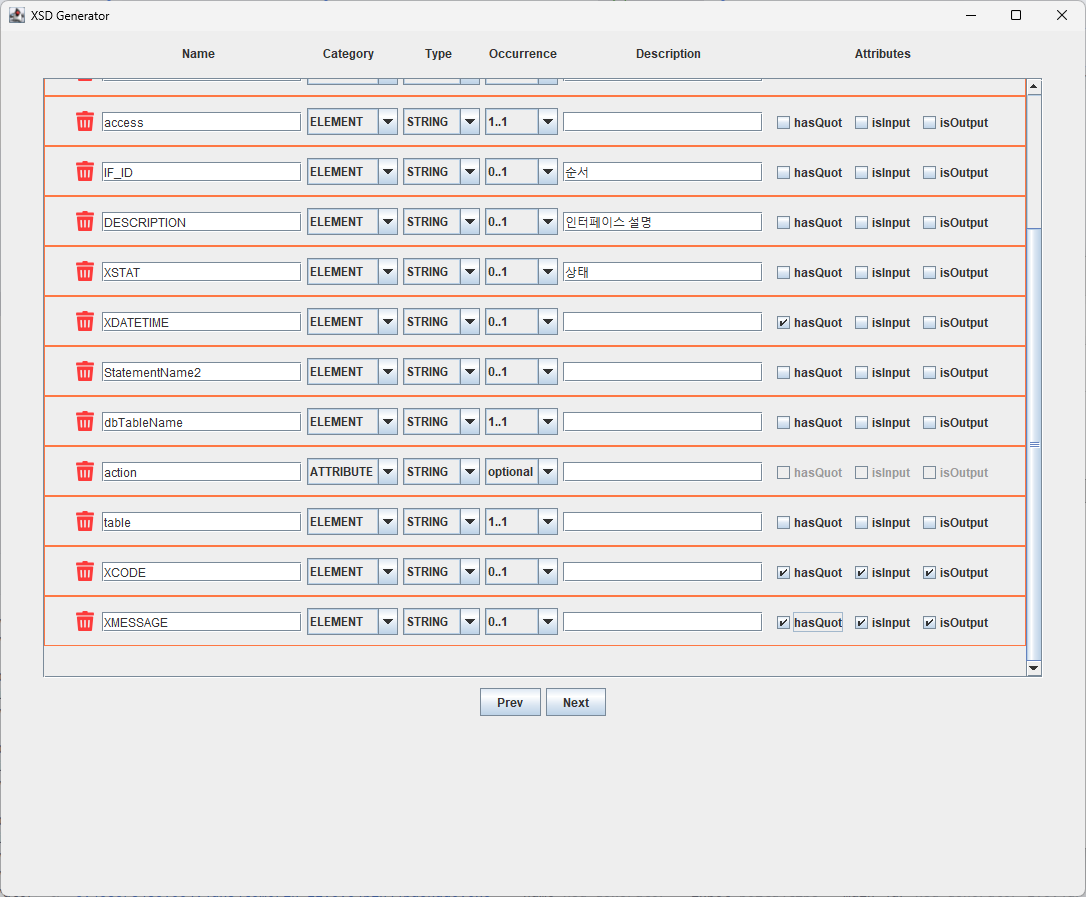 XSD Generator
Name Category Type Occurrence Description Attributes
access ELEMENT STRING 1..1 hasQuot isInput isOutput
IF_ID ELEMENT STRING 0..1 순서 hasQuot isInput isOutput
DESCRIPTION ELEMENT STRING 0..1 인터페이스 설명 hasQuot isInput isOutput
XSTAT ELEMENT STRING 0..1 상태 hasQuot isInput isOutput
XDATETIME ELEMENT STRING 0..1 hasQuot isInput isOutput
StatementName2 ELEMENT STRING 0..1 hasQuot isInput isOutput
dbTableName ELEMENT STRING 1..1 hasQuot isInput isOutput
action ATTRIBUTE STRING optional hasQuot isInput isOutput
table ELEMENT STRING 1..1 hasQuot isInput isOutput
XCODE ELEMENT STRING 0..1 hasQuot isInput isOutput
XMESSAGE ELEMENT STRING 0..1 hasQuot isInput isOutput
Prev Next